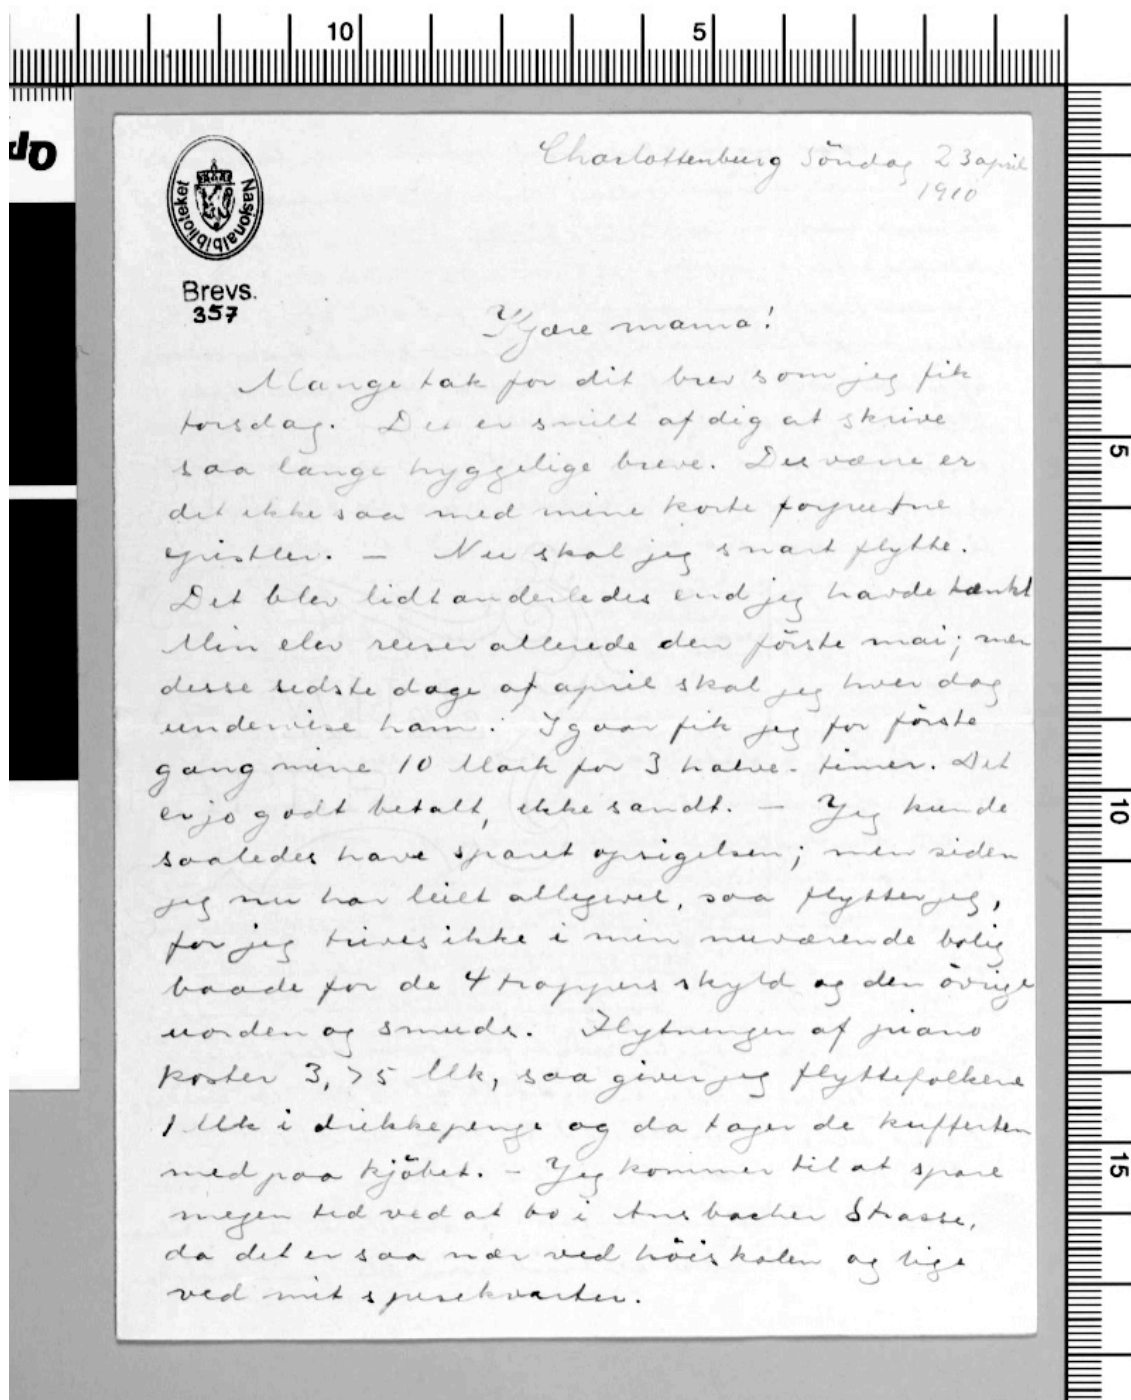 10 5
Nasjonalbiblioteket
Brevs.
357
Charlottenburg Söndag 23 april
1910
Kjære mama!
Mange tak for dit brev som jeg fik
torsdag. Det er snilt af dig at skrive
saa lange hyggelige breve. Desværre er
det ikke saa med mine korte forpustne
epistler. – Nu skal jeg snart flytte.
Det blev lidt anderledes end jeg havde tænkt
Min elev reiser allerede den förste mai; men
desse sidste dage af april skal jeg hver dag
undervise ham. Igaar fik jeg for förste
gang mine 10 Mark for 3 halve-timer. Det
er jo godt betalt, ikke sandt. – Jeg kunde
saaledes have sparet opsigelsen; men siden
jeg nu har leiet alligevel, saa flytter jeg,
for jeg trives ikke i min nuværende bolig
baade for de 4 trappers skyld og den övrige
uorden og smuds. Flytningen af piano
koster 3,75 Mk, saa giver jeg flyttefolkene
1 Mk i drikkepenge og da tager de kufferten
med paa kjöbet. – Jeg kommer til at spare
megen tid ved at bo i Ansbacher Strasse,
da det er saa nær ved höiskolen og lige
ved mit spisekvarter.
5
10
15